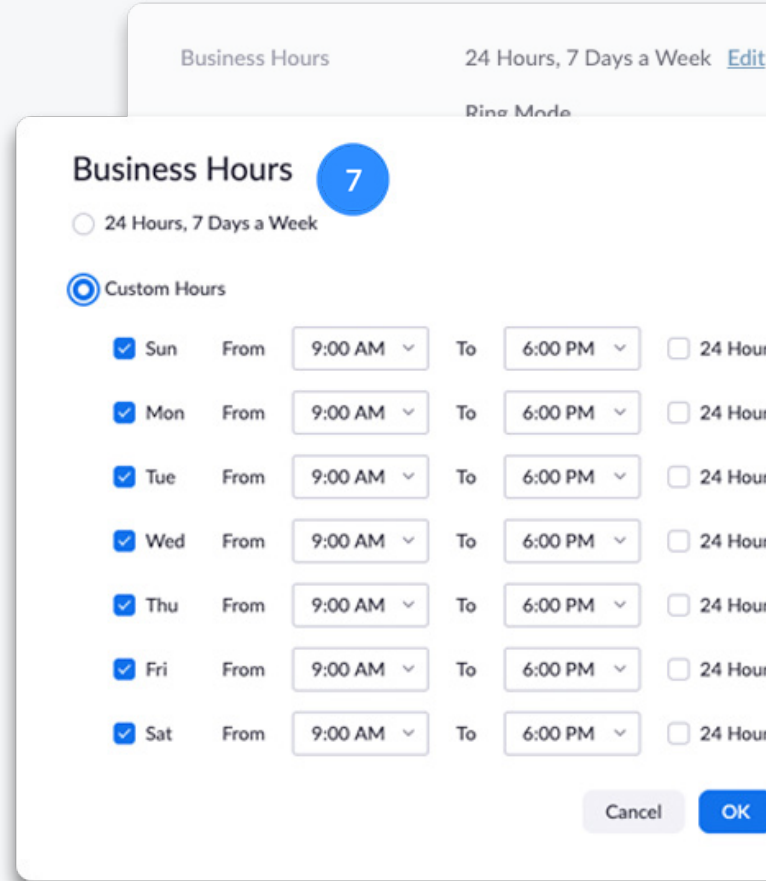 Business Hours 24 Hours, 7 Days a Week Edit
Ring Mode
Business Hours 7
24 Hours, 7 Days a Week
Custom Hours
Sun From 9:00 AM To 6:00 PM 24 Hour
Mon From 9:00 AM To 6:00 PM 24 Hour
Tue From 9:00 AM To 6:00 PM 24 Hour
Wed From 9:00 AM To 6:00 PM 24 Hour
Thu From 9:00 AM To 6:00 PM 24 Hour
Fri From 9:00 AM To 6:00 PM 24 Hour
Sat From 9:00 AM To 6:00 PM 24 Hour
Cancel OK